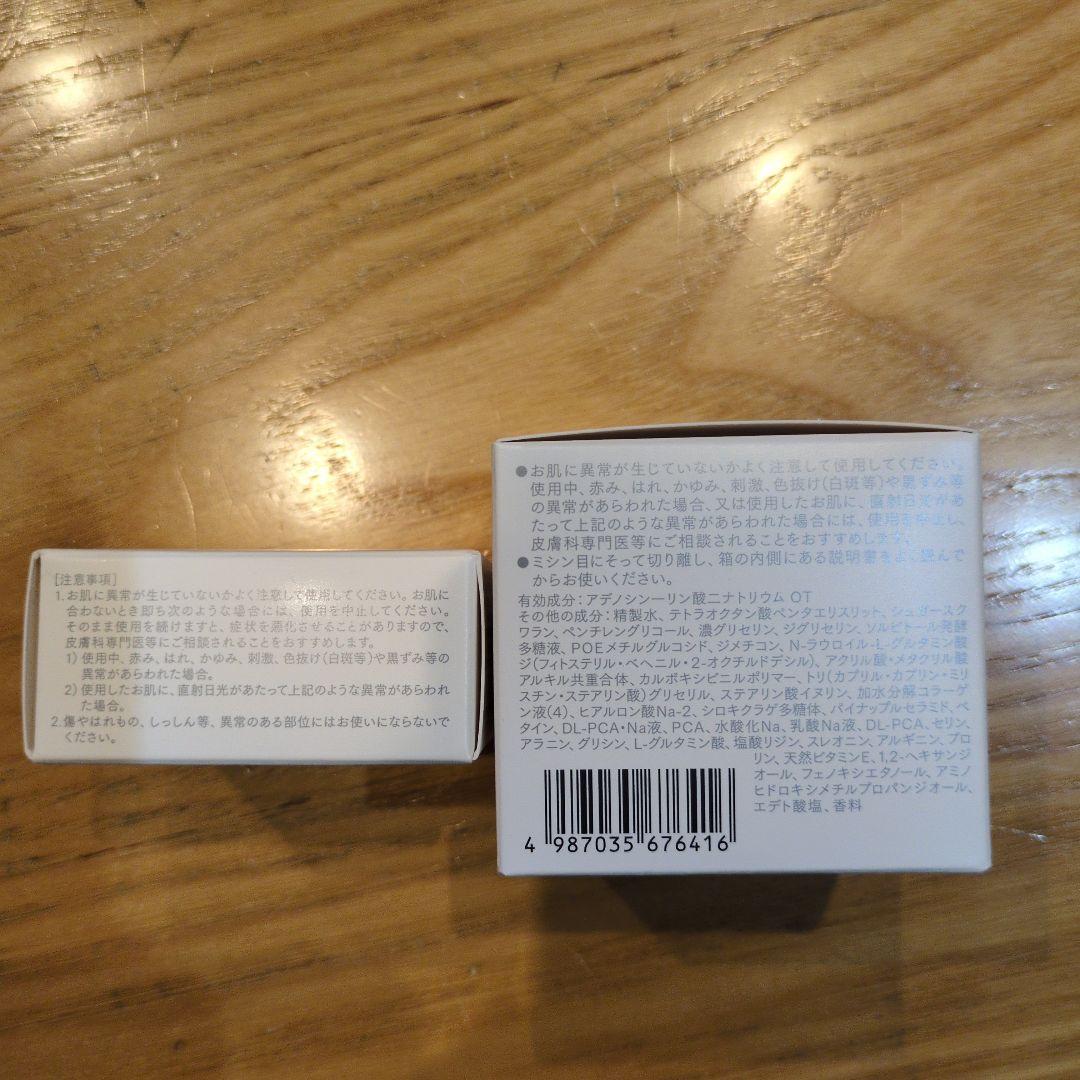 [注意事項]
1.お肌に異常が生じていないかよく注意して使用してください。お肌に
合わないとき即ち次のような場合には、使用を中止してください。
そのまま使用を続けますと、症状を悪化させることがありますので、
皮膚科専門医等にご相談されることをおすすめします。
1)使用中、赤み、はれ、かゆみ、刺激、色抜け(白斑等)や黒ずみ等の
異常があらわれた場合。
2)使用したお肌に、直射日光があたって上記のような異常があらわれ
た場合。
2.傷やはれもの、しっしん等、異常のある部位にはお使いにならないで
ください。
●お肌に異常が生じていないかよく注意して使用してください。
使用中、赤み、はれ、かゆみ、刺激、色抜け(白斑等)や黒ずみ等
の異常があらわれた場合、又は使用したお肌に、直射日光があ
たって上記のような異常があらわれた場合には、使用を中止し、
皮膚科専門医等にご相談されることをおすすめします。
●ミシン目にそって切り離し、箱の内側にある説明書をよく読んで
からお使いください。
有効成分：アデノシン一リン酸二ナトリウム OT
その他の成分：精製水、テトラオクタン酸ペンタエリスリット、シュガースク
ワラン、ペンチレングリコール、濃グリセリン、ジグリセリン、ソルビトール発酵
多糖液、POEメチルグルコシド、ジメチコン、N-ラウロイル-L-グルタミン酸
ジ(フィトステリル・ベヘニル・2-オクチルドデシル)、アクリル酸・メタクリル酸
アルキル共重合体、カルボキシビニルポリマー、トリ(カプリル・カプリン・ミリ
スチン・ステアリン酸)グリセリル、ステアリン酸イヌリン、加水分解コラーゲ
ン液(4)、ヒアルロン酸Na-2、シロキクラゲ多糖体、パイナップルセラミド、ベ
タイン、DL-PCA・Na液、PCA、水酸化Na、乳酸Na液、DL-PCA、セリン、
アラニン、グリシン、L-グルタミン酸、塩酸リジン、スレオニン、アルギニン、プロ
リン、天然ビタミンE、1,2-ヘキサンジ
オール、フェノキシエタノール、アミノ
ヒドロキシメチルプロパンジオール、
エデト酸塩、香料
4 987035 676416